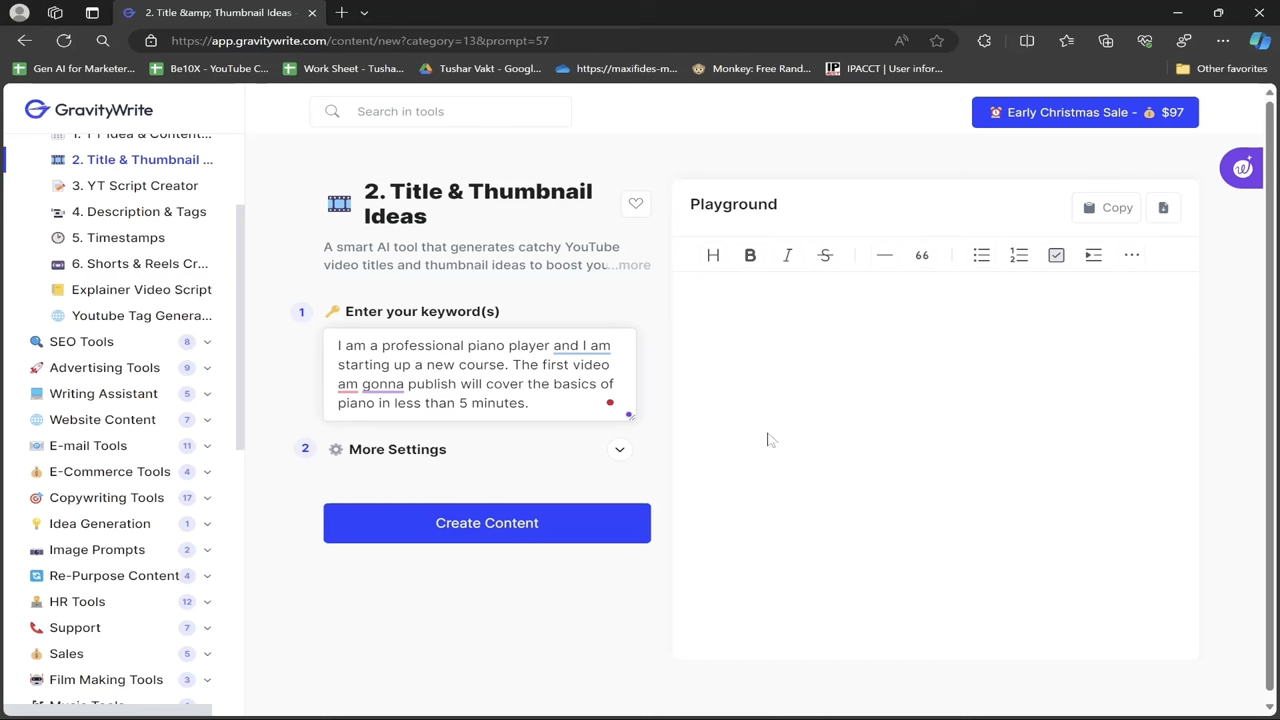 2. Title &amp; Thumbnail Ideas -
https://app.gravitywrite.com/content/new?category=13&prompt=57
Gen AI for Marketer...
Be10X - YouTube C...
Work Sheet - Tusha...
Tushar Vakt - Googl...
https://maxifides-m...
Monkey: Free Rand...
IPACCT | User infor...
Other favorites
GravityWrite
Search in tools
Early Christmas Sale - 💰 $97
1. YT Idea & Content...
2. Title & Thumbnail ...
3. YT Script Creator
4. Description & Tags
5. Timestamps
6. Shorts & Reels Cr...
Explainer Video Script
Youtube Tag Genera...
SEO Tools 8
Advertising Tools 9
Writing Assistant 5
Website Content 7
E-mail Tools 11
E-Commerce Tools 4
Copywriting Tools 17
Idea Generation 1
Image Prompts 2
Re-Purpose Content 4
HR Tools 12
Support 7
Sales 5
Film Making Tools 3
2. Title & Thumbnail
Ideas
A smart AI tool that generates catchy YouTube
video titles and thumbnail ideas to boost you...more
1 Enter your keyword(s)
I am a professional piano player and I am
starting up a new course. The first video
am gonna publish will cover the basics of
piano in less than 5 minutes.
2 More Settings
Create Content
Playground
Copy
H B I S — 66 ...